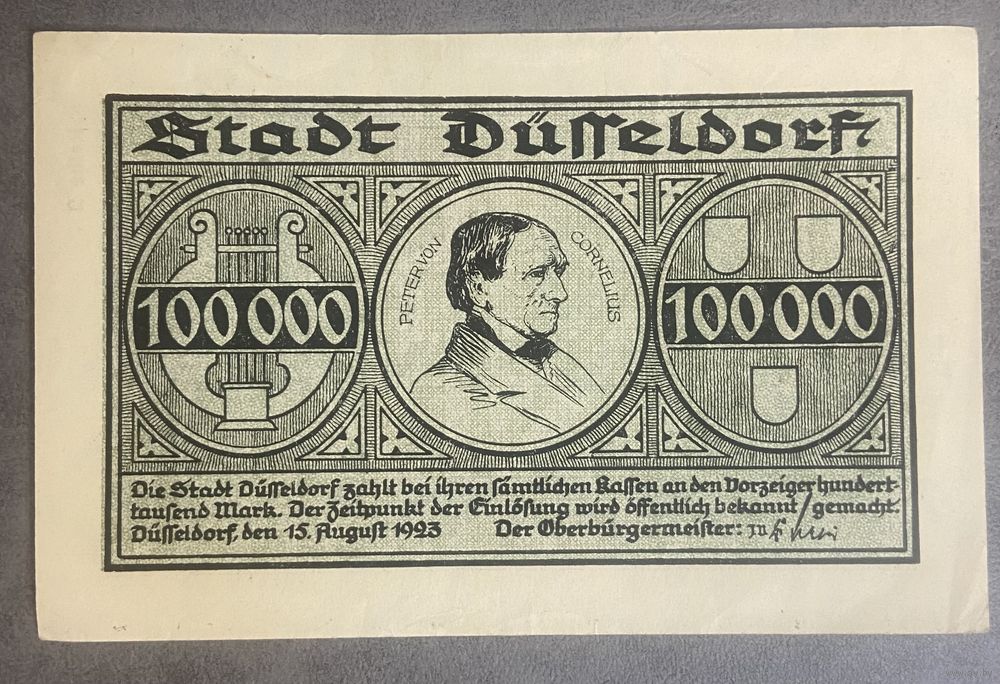 Stadt Düsseldorf
PETER VON CORNELIUS
100000
100000
Die Stadt Düsseldorf zahlt bei ihren sämtlichen Kassen an den Vorzeiger hundert-
tausend Mark. Der Zeitpunkt der Einlösung wird öffentlich bekannt gemacht.
Düsseldorf, den 15. August 1923 Der Oberbürgermeister: